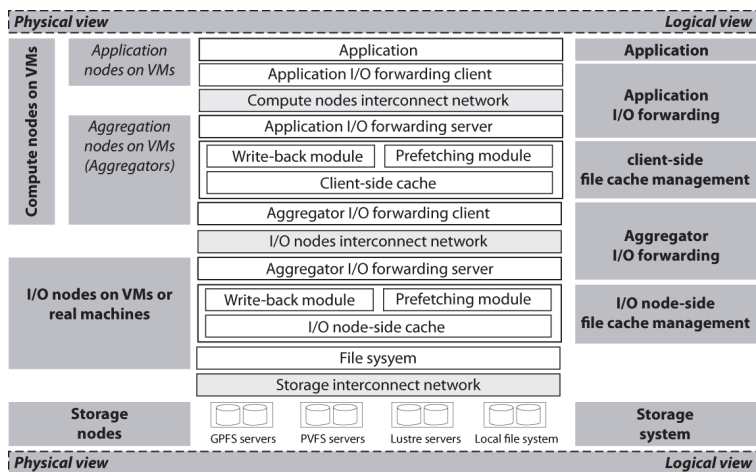 Physical view
Logical view
Compute nodes on VMs
Application
nodes on VMs
Application
Application
Application I/O forwarding client
Application
I/O forwarding
Compute nodes interconnect network
Aggregation
nodes on VMs
(Aggregators)
Application I/O forwarding server
Write-back module
Prefetching module
Client-side cache
client-side
file cache management
Aggregator I/O forwarding client
Aggregator
I/O forwarding
I/O nodes interconnect network
Aggregator I/O forwarding server
I/O nodes on VMs or
real machines
Write-back module
Prefetching module
I/O node-side cache
I/O node-side
file cache management
File sysyem
Storage interconnect network
Storage
nodes
GPFS servers
PVFS servers
Lustre servers
Local file system
Storage
system
Physical view
Logical view